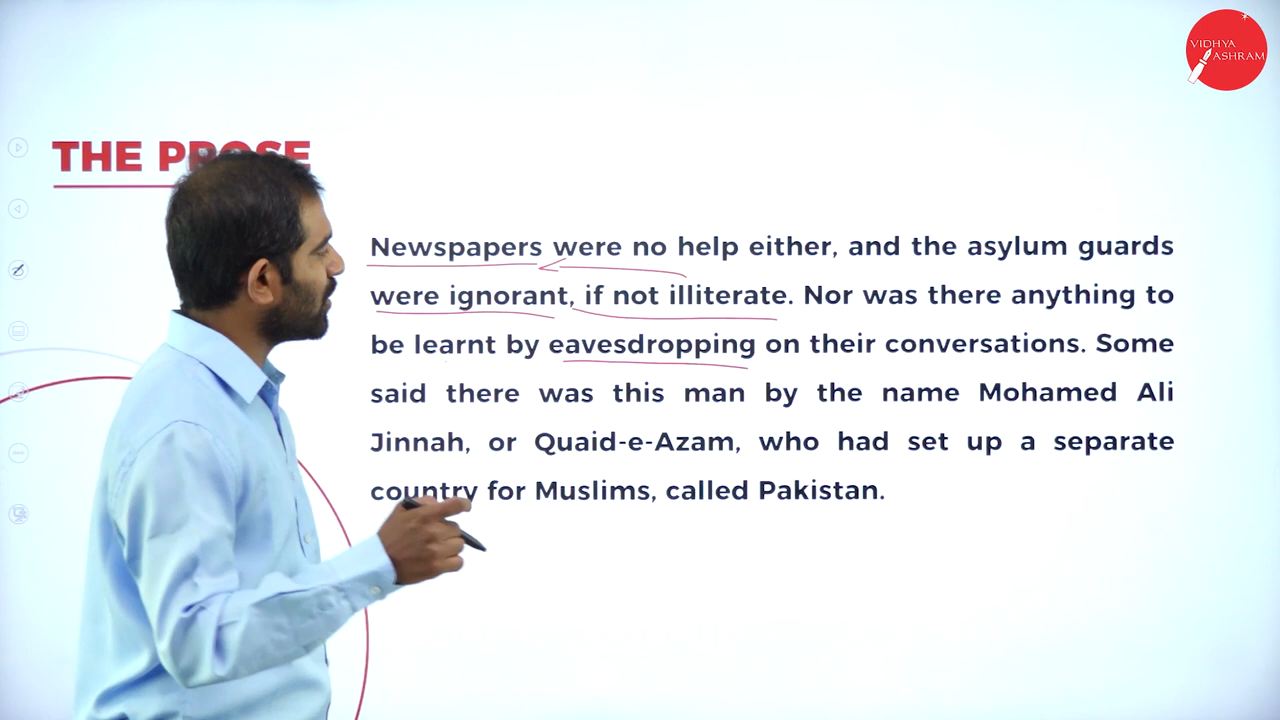 VIDHYA
ASHRAM
THE PROSE
Newspapers were no help either, and the asylum guards
were ignorant, if not illiterate. Nor was there anything to
be learnt by eavesdropping on their conversations. Some
said there was this man by the name Mohamed Ali
Jinnah, or Quaid-e-Azam, who had set up a separate
country for Muslims, called Pakistan.